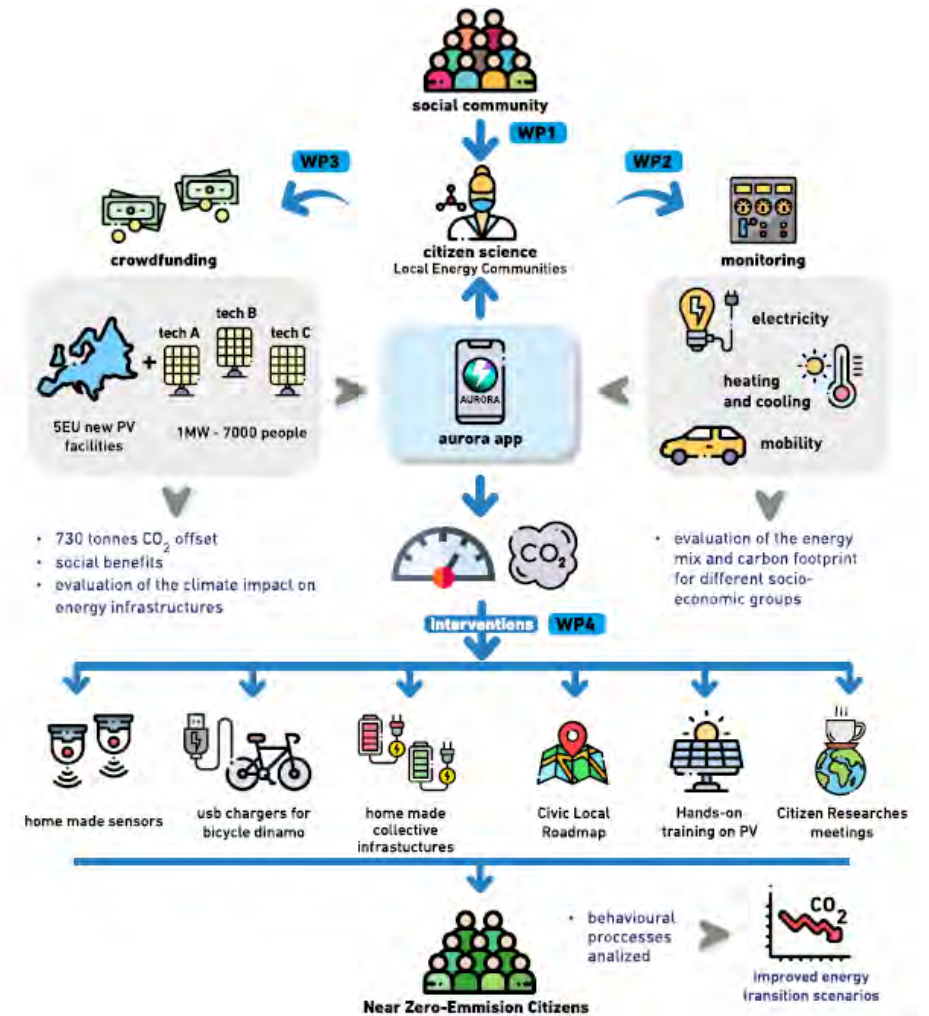 social community
WP1
WP3
WP2
crowdfunding
citizen science
Local Energy Communities
monitoring
tech A
tech B
tech C
+
5EU new PV
facilities
1MW - 7000 people
AURORA
aurora app
electricity
heating
and cooling
mobility
• 730 tonnes CO2 offset
• social benefits
• evaluation of the climate impact on
energy infrastructures
CO2
• evaluation of the energy
mix and carbon footprint
for different socio-
economic groups
Interventions
WP4
home made sensors
usb chargers for
bicycle dinamo
home made
collective
infrastuctures
Civic Local
Roadmap
Hands-on
training on PV
Citizen Researches
meetings
Near Zero-Emmision Citizens
• behavioural
proccesses
analized
CO2
Improved energy
transition scenarios